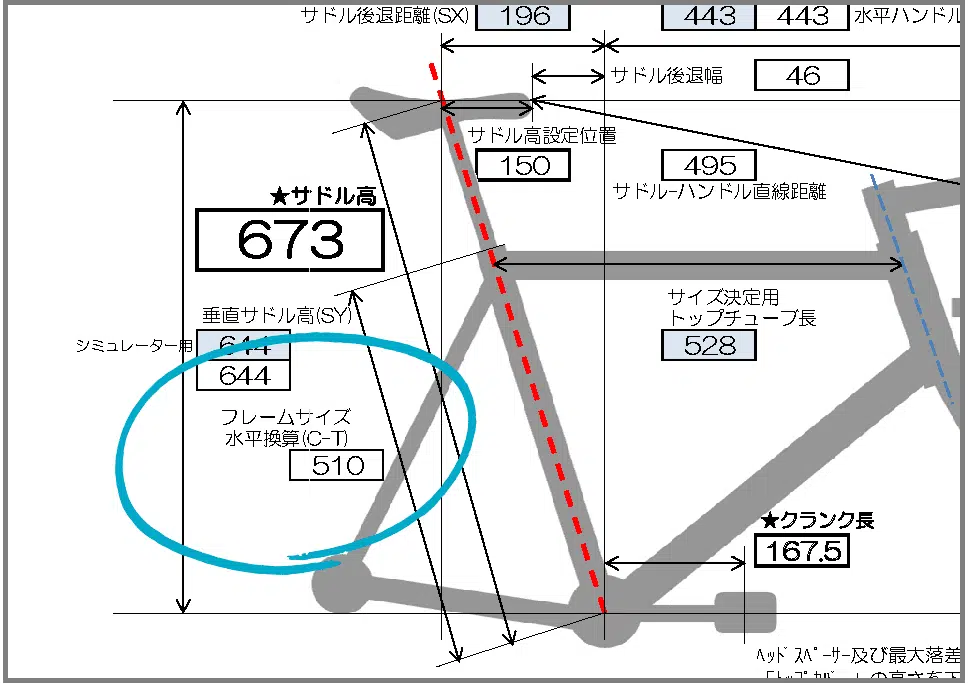 サドル後退距離(SX) 196 443 443 水平ハンドル
サドル後退幅 46
サドル高設定位置
150 495
サドル-ハンドル直線距離
★サドル高
673
垂直サドル高(SY)
シミュレーター用 644
644
サイズ決定用
トップチューブ長
528
フレームサイズ
水平換算(C-T)
510
★クランク長
167.5
ヘッドスペーサー及び最大落差